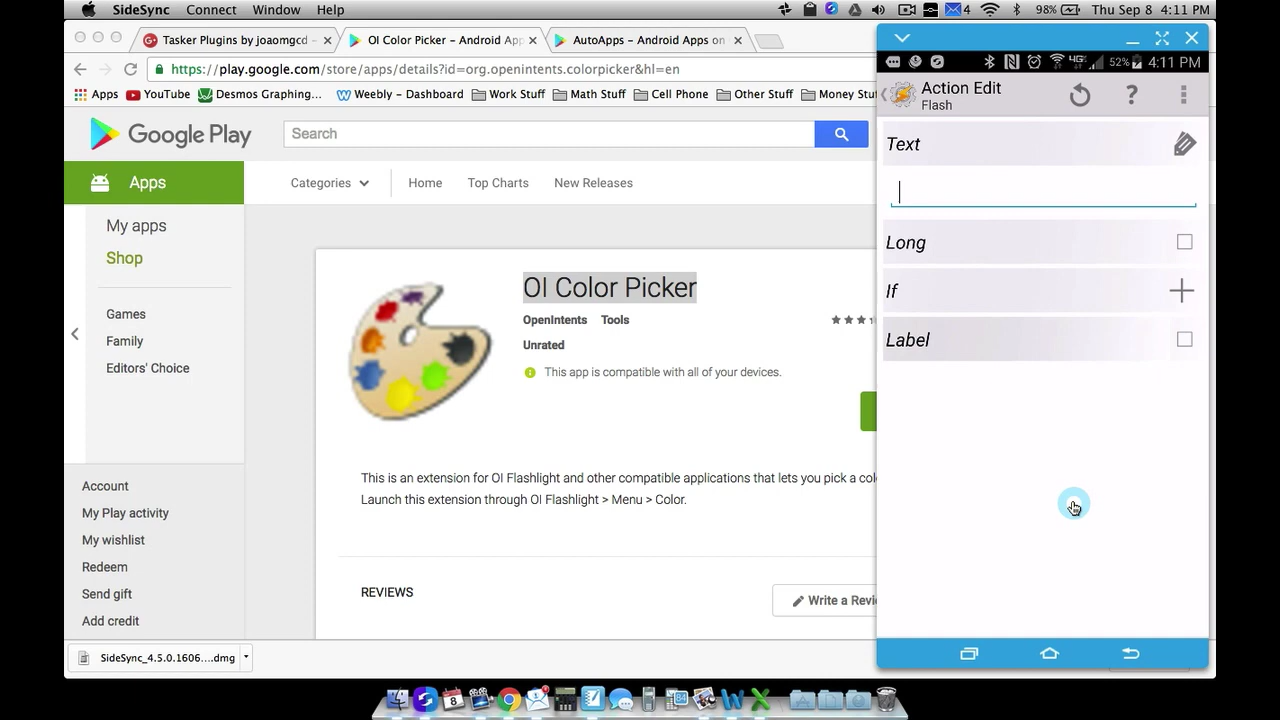 SideSync Connect Window Help
4 98% Thu Sep 8 4:11 PM
Tasker Plugins by joaomgcd
OI Color Picker – Android Ap
AutoApps – Android Apps on
https://play.google.com/store/apps/details?id=org.openintents.colorpicker&hl=en
Apps YouTube Desmos Graphing... Weebly - Dashboard Work Stuff Math Stuff Cell Phone Other Stuff Money Stu
Google Play
Search
Apps
Categories Home Top Charts New Releases
My apps
Shop
Games
Family
Editors' Choice
Account
My Play activity
My wishlist
Redeem
Send gift
Add credit
OI Color Picker
OpenIntents Tools
Unrated
This app is compatible with all of your devices.
This is an extension for OI Flashlight and other compatible applications that lets you pick a col
Launch this extension through OI Flashlight > Menu > Color.
REVIEWS
Write a Revi
SideSync_4.5.0.1606....dmg
4G 52% 4:11 PM
Action Edit
Flash
?
Text
Long
If
Label
8